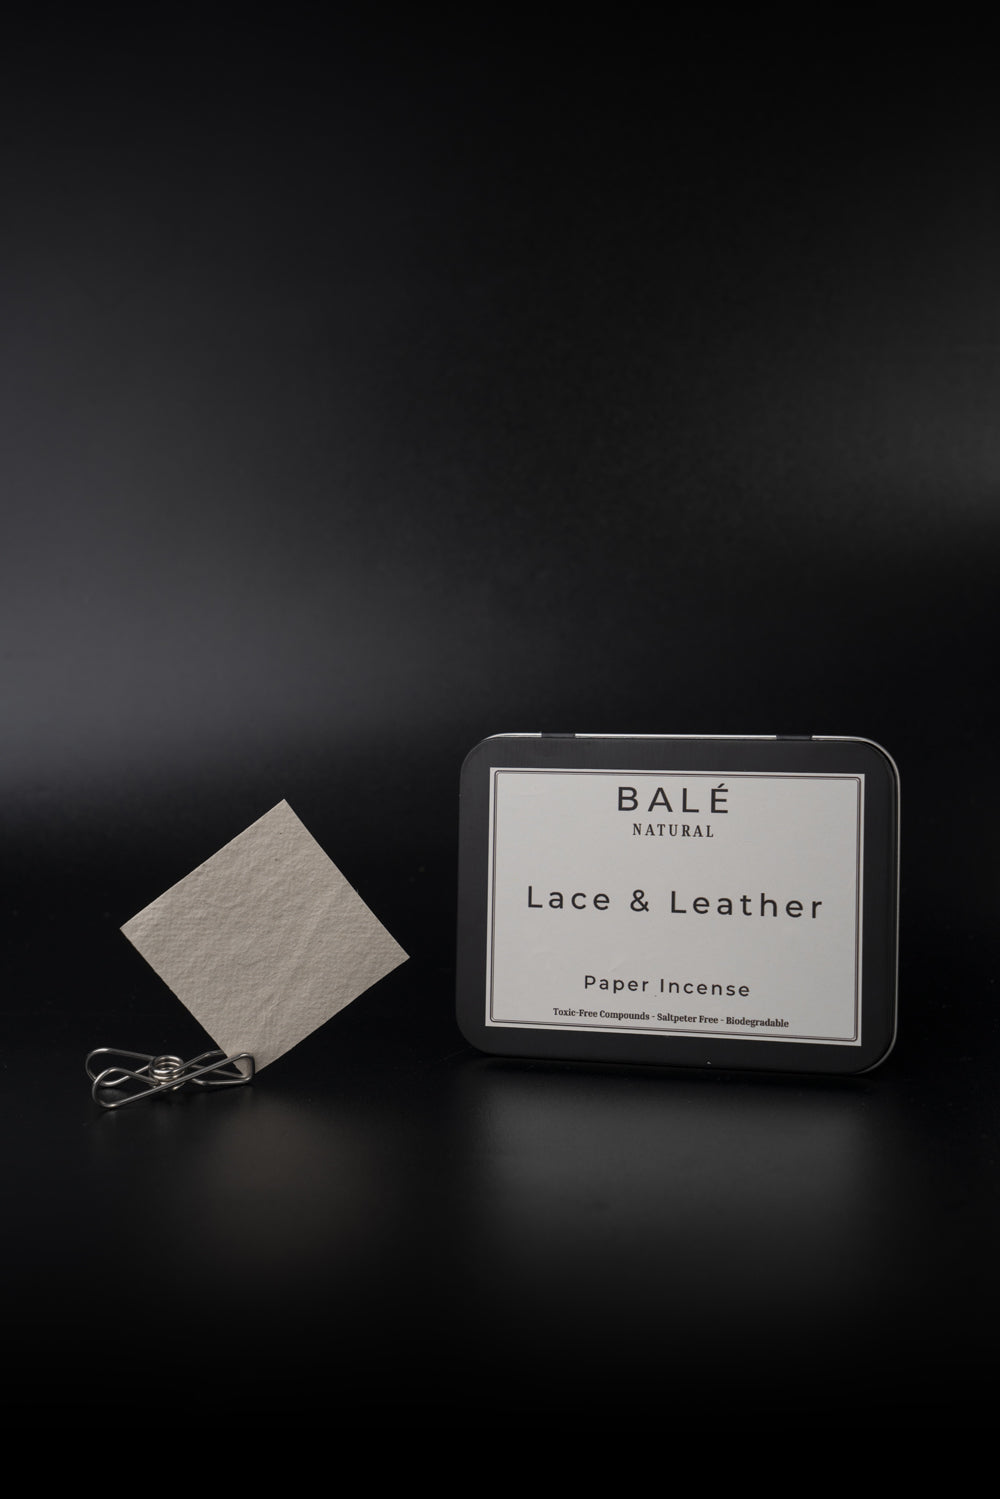 BALÉ
NATURAL
Lace & Leather
Paper Incense
Toxic-Free Compounds - Saltpeter Free - Biodegradable